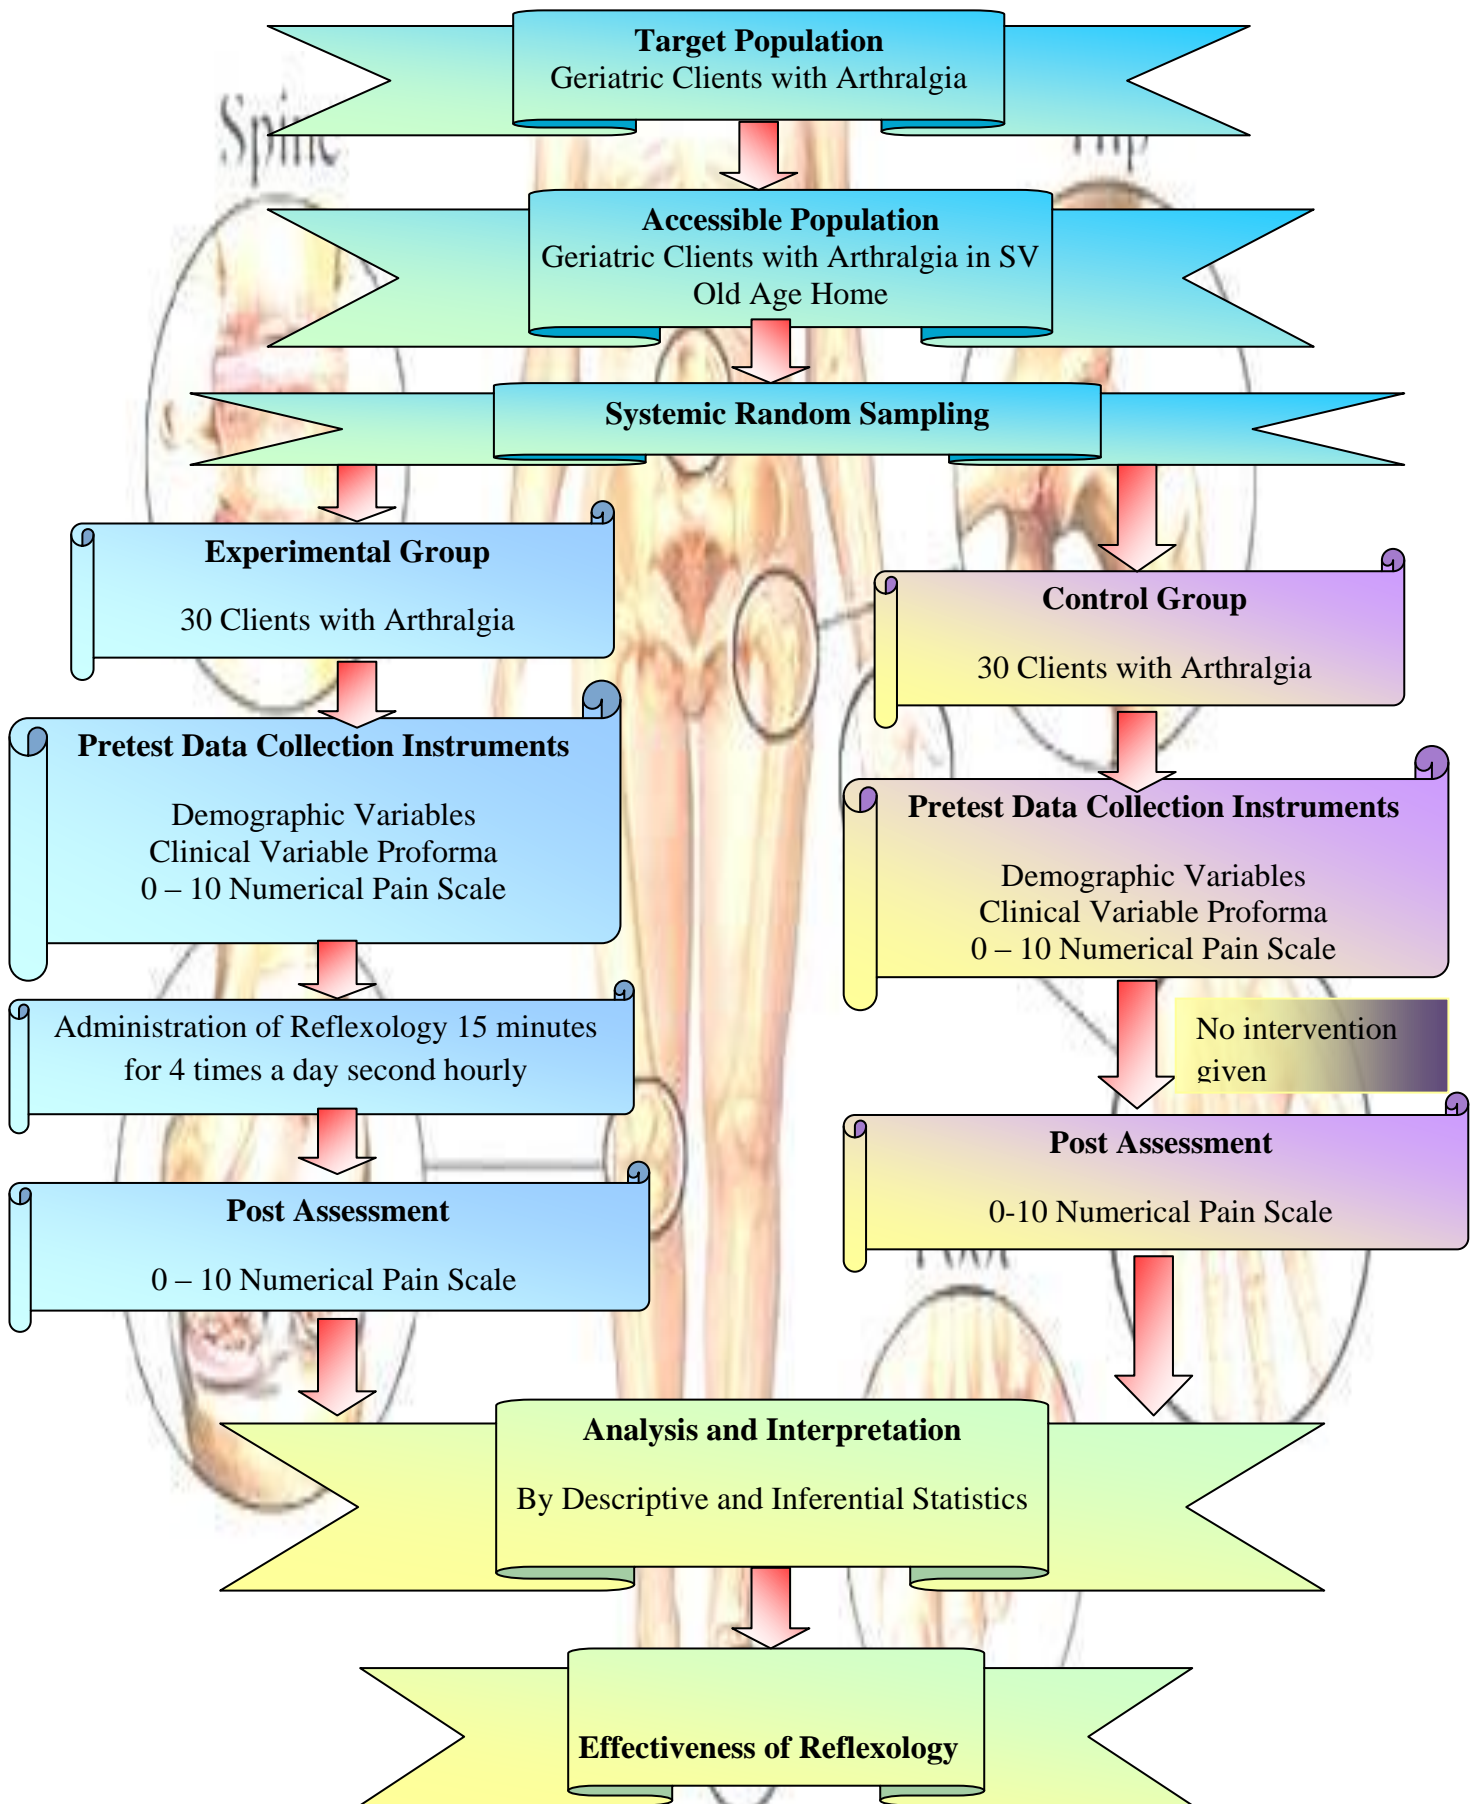 Target Population
Geriatric Clients with Arthralgia
Spine
Hip
Accessible Population
Geriatric Clients with Arthralgia in SV
Old Age Home
Systemic Random Sampling
Experimental Group
30 Clients with Arthralgia
Control Group
30 Clients with Arthralgia
Pretest Data Collection Instruments
Demographic Variables
Clinical Variable Proforma
0 – 10 Numerical Pain Scale
Pretest Data Collection Instruments
Demographic Variables
Clinical Variable Proforma
0 – 10 Numerical Pain Scale
Administration of Reflexology 15 minutes
for 4 times a day second hourly
No intervention
given
Post Assessment
0 – 10 Numerical Pain Scale
Post Assessment
0-10 Numerical Pain Scale
Analysis and Interpretation
By Descriptive and Inferential Statistics
Effectiveness of Reflexology